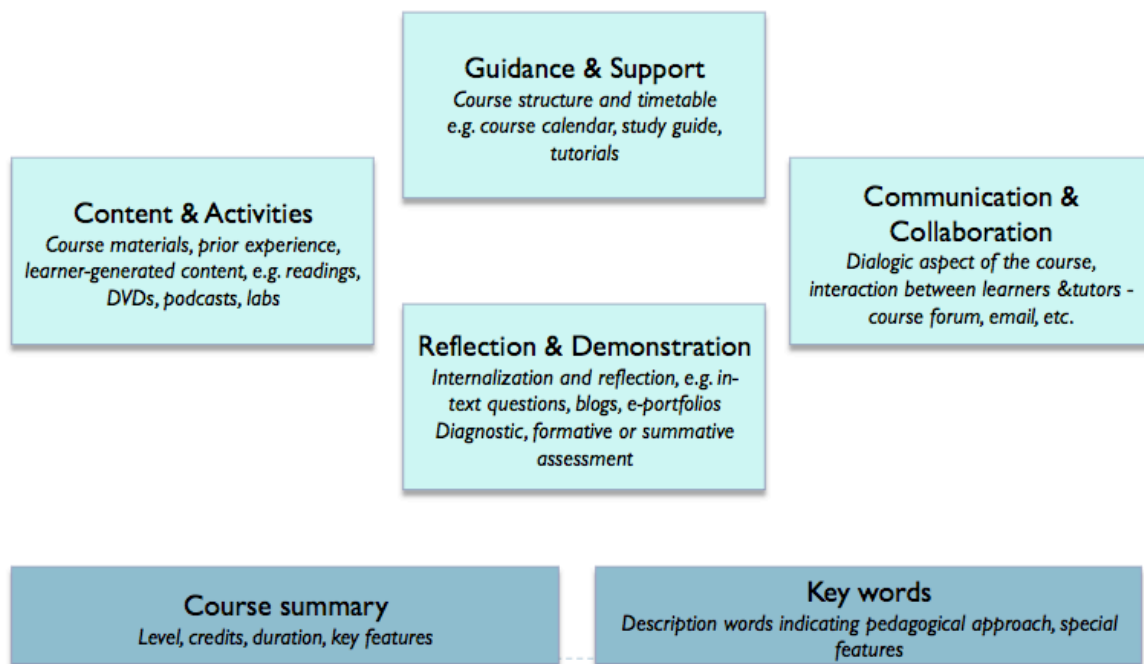 Guidance & Support
Course structure and timetable
e.g. course calendar, study guide,
tutorials
Content & Activities
Course materials, prior experience,
learner-generated content, e.g. readings,
DVDs, podcasts, labs
Communication &
Collaboration
Dialogic aspect of the course,
interaction between learners &tutors -
course forum, email, etc.
Reflection & Demonstration
Internalization and reflection, e.g. in-
text questions, blogs, e-portfolios
Diagnostic, formative or summative
assessment
Course summary
Level, credits, duration, key features
Key words
Description words indicating pedagogical approach, special
features